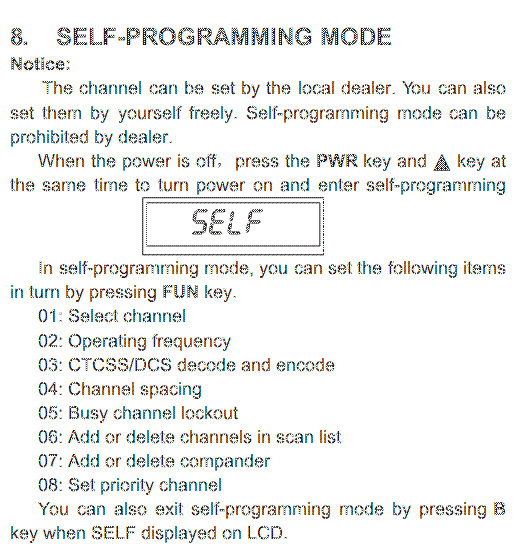 8. SELF-PROGRAMMING MODE
Notice:
The channel can be set by the local dealer. You can also
set them by yourself freely. Self-programming mode can be
prohibited by dealer.
When the power is off, press the PWR key and ▲ key at
the same time to turn power on and enter self-programming
SELF
In self-programming mode, you can set the following items
in turn by pressing FUN key.
01: Select channel
02: Operating frequency
03: CTCSS/DCS decode and encode
04: Channel spacing
05: Busy channel lockout
06: Add or delete channels in scan list
07: Add or delete compander
08: Set priority channel
You can also exit self-programming mode by pressing B
key when SELF displayed on LCD.